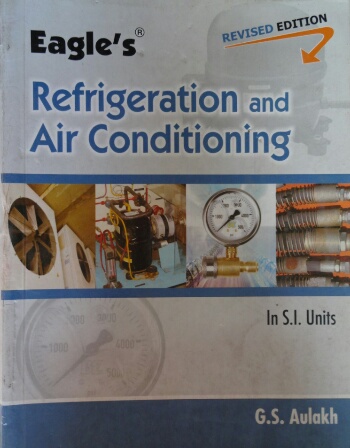 Eagle's®
REVISED EDITION
Refrigeration and
Air Conditioning
In S.I. Units
G.S. Aulakh